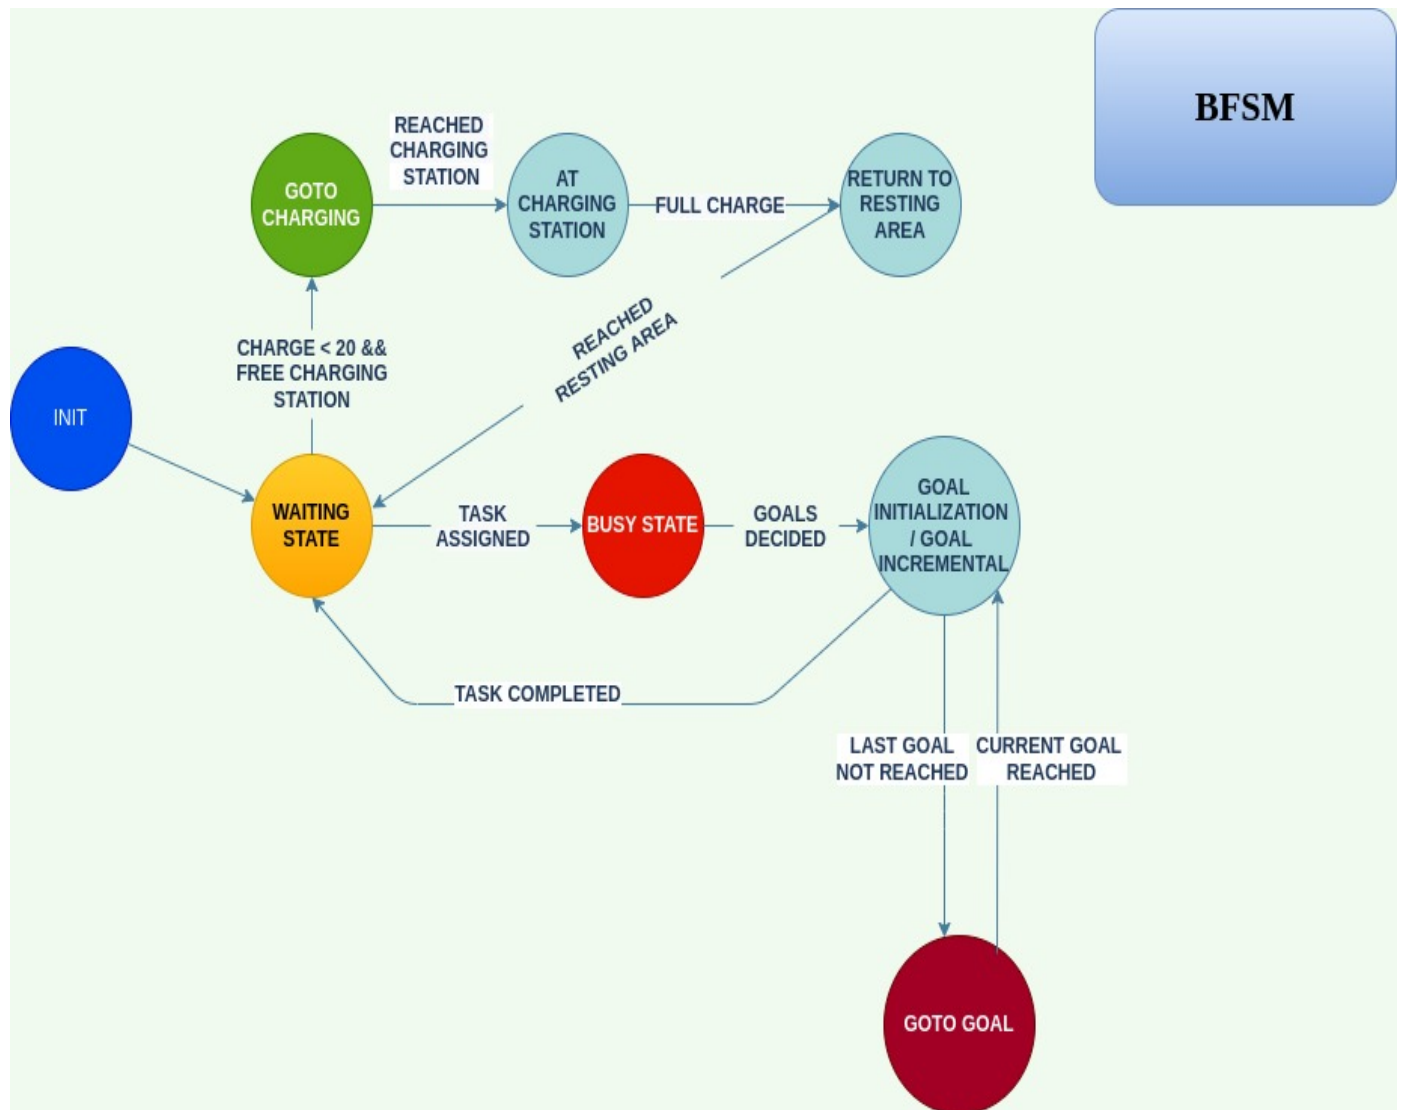 BFSM
REACHED
CHARGING
STATION
GOTO
CHARGING
AT
CHARGING
STATION
FULL CHARGE
RETURN TO
RESTING
AREA
REACHED
RESTING AREA
CHARGE < 20 &&
FREE CHARGING
STATION
INIT
WAITING
STATE
TASK
ASSIGNED
BUSY STATE
GOALS
DECIDED
GOAL
INITIALIZATION
/ GOAL
INCREMENTAL
TASK COMPLETED
LAST GOAL
NOT REACHED
CURRENT GOAL
REACHED
GOTO GOAL